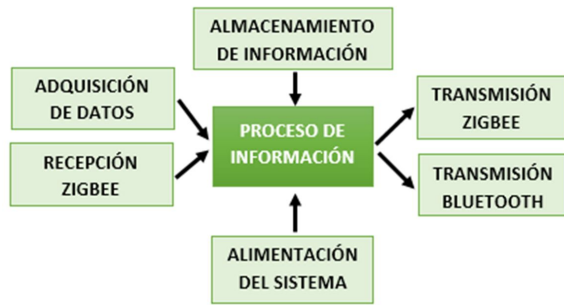 ALMACENAMIENTO
DE INFORMACIÓN
ADQUISICIÓN
DE DATOS
RECEPCIÓN
ZIGBEE
PROCESO DE
INFORMACIÓN
TRANSMISIÓN
ZIGBEE
TRANSMISIÓN
BLUETOOTH
ALIMENTACIÓN
DEL SISTEMA